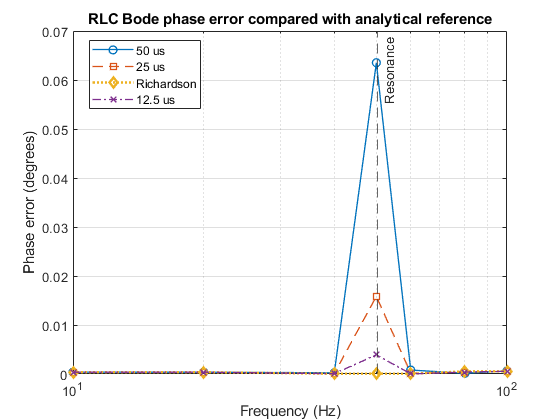 RLC Bode phase error compared with analytical reference
0.07
0.06
0.05
0.04
0.03
0.02
0.01
0
Phase error (degrees)
50 us
25 us
Richardson
12.5 us
Resonance
10^1
10^2
Frequency (Hz)